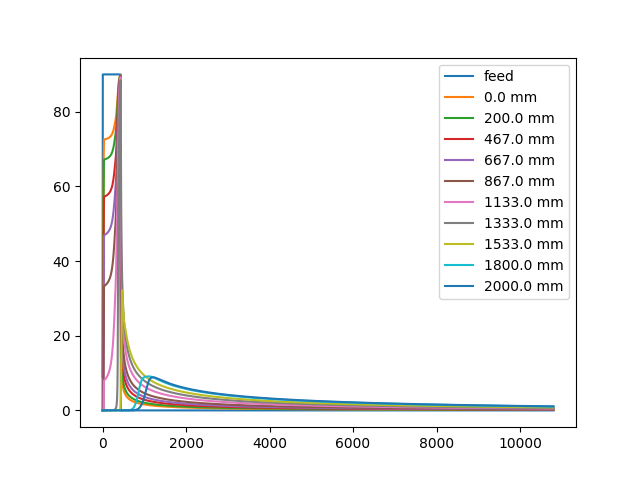 80
60
40
20
0
0
2000
4000
6000
8000
10000
feed
0.0 mm
200.0 mm
467.0 mm
667.0 mm
867.0 mm
1133.0 mm
1333.0 mm
1533.0 mm
1800.0 mm
2000.0 mm